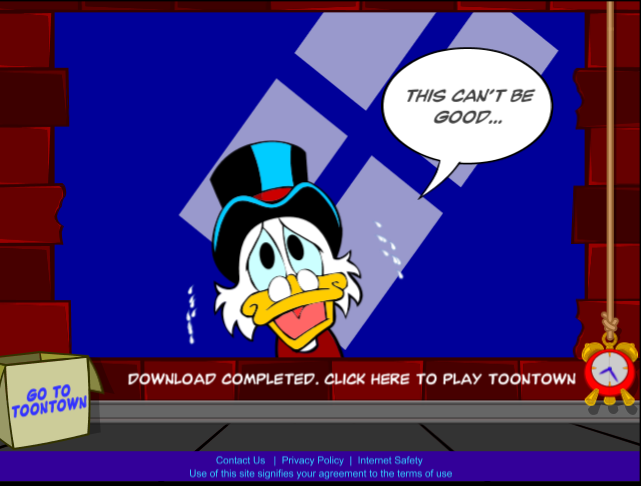 THIS CAN'T BE
GOOD...
DOWNLOAD COMPLETED. CLICK HERE TO PLAY TOONTOWN
GO TO
TOONTOWN
Contact Us | Privacy Policy | Internet Safety
Use of this site signifies your agreement to the terms of use